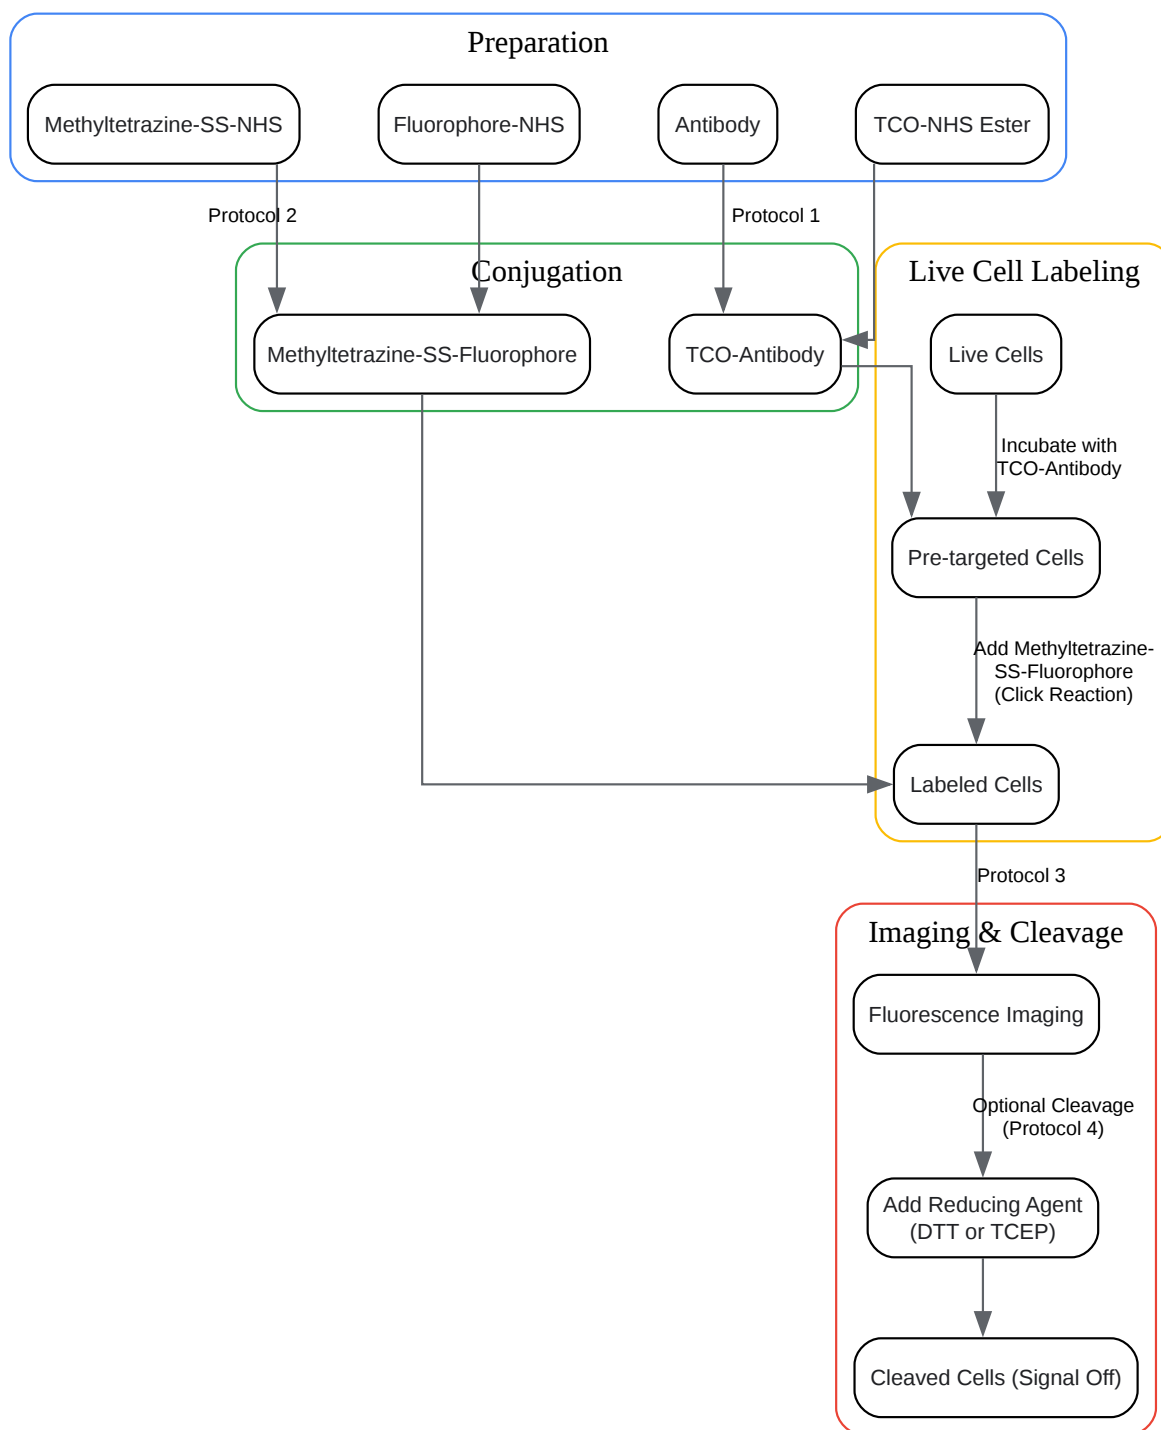 Preparation
Methyltetrazine-SS-NHS
Fluorophore-NHS
Antibody
TCO-NHS Ester
Protocol 2
Protocol 1
Conjugation
Live Cell Labeling
Methyltetrazine-SS-Fluorophore
TCO-Antibody
Live Cells
Incubate with
TCO-Antibody
Pre-targeted Cells
Add Methyltetrazine-
SS-Fluorophore
(Click Reaction)
Labeled Cells
Protocol 3
Imaging & Cleavage
Fluorescence Imaging
Optional Cleavage
(Protocol 4)
Add Reducing Agent
(DTT or TCEP)
Cleaved Cells (Signal Off)